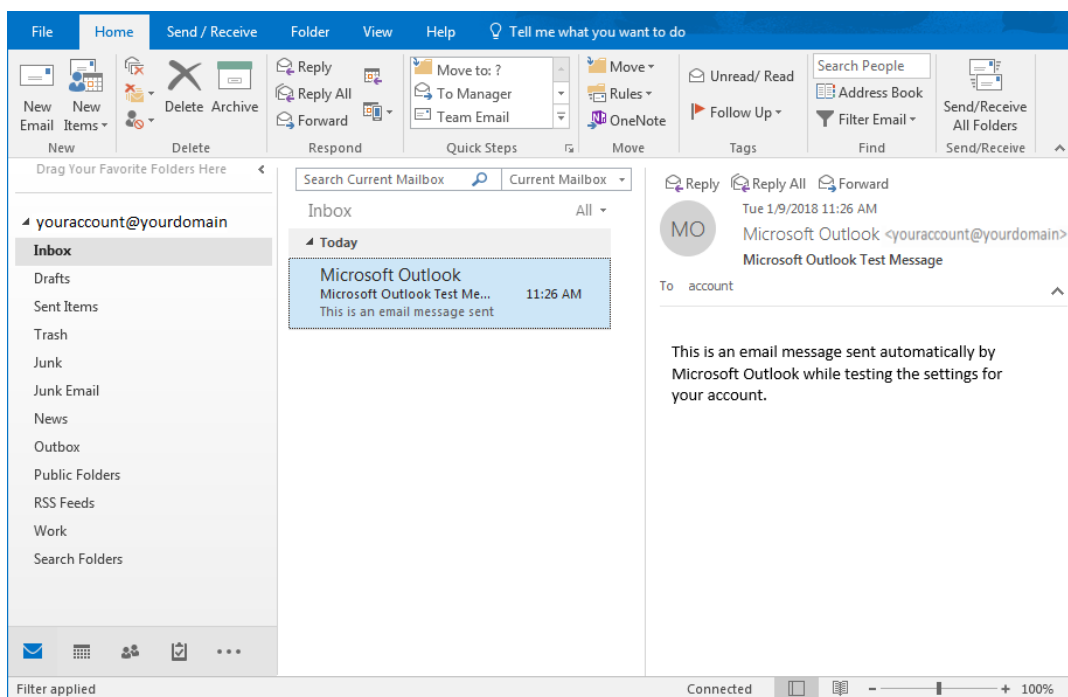 File Home Send / Receive Folder View Help Tell me what you want to do
New Email
New Items
Delete
Archive
Reply
Reply All
Forward
Move to: ?
To Manager
Team Email
Move
Rules
OneNote
Unread/ Read
Follow Up
Search People
Address Book
Filter Email
Send/Receive All Folders
New Delete Respond Quick Steps Move Tags Find Send/Receive
Drag Your Favorite Folders Here
youraccount@yourdomain
Inbox
Drafts
Sent Items
Trash
Junk
Junk Email
News
Outbox
Public Folders
RSS Feeds
Work
Search Folders
Search Current Mailbox Current Mailbox
Inbox All
Today
Microsoft Outlook
Microsoft Outlook Test Me... 11:26 AM
This is an email message sent
Reply Reply All Forward
Tue 1/9/2018 11:26 AM
MO
Microsoft Outlook <youraccount@yourdomain>
Microsoft Outlook Test Message
To account
This is an email message sent automatically by
Microsoft Outlook while testing the settings for
your account.
Filter applied Connected 100%